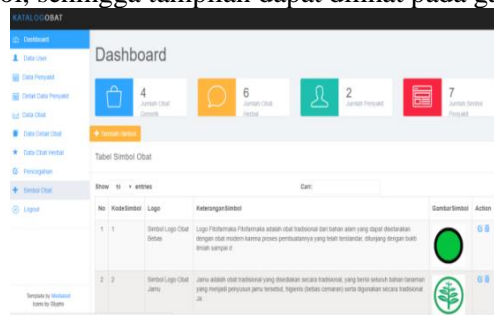 KATALOGOBAT
Dashboard
Data User
Data Penyakit
Detail Data Penyakit
Data Obat
Data Detail Obat
Data Obat Herbal
Pencegahan
Simbol Obat
Logout
Template by
Icons by Glyphs
Dashboard
4
Jumlah Obat
6
Jumlah Obat
Herbal
2
Jumlah Penyakit
7
Jumlah Simbol
Penyakit
Tabel Simbol Obat
Show 10 entries
Cari:
No KodeSimbol Logo KeteranganSimbol GambarSimbol Action
1 1 Simbol Logo Obat Bebas
Logo Fitofarmaka Fitofarmaka adalah obat tradisional dari bahan alam yang dapat disetarakan
dengan obat modern karena proses pembuatannya yang telah terstandar, ditunjang dengan bukti
ilmiah sampai d
2 2 Simbol Logo Obat Jamu
Jamu adalah obat tradisional yang disediakan secara tradisional, yang berisi seluruh bahan tanaman
yang menjadi penyusun jamu tersebut, higienis (bebas cemaran) serta digunakan secara tradisional.
Ja